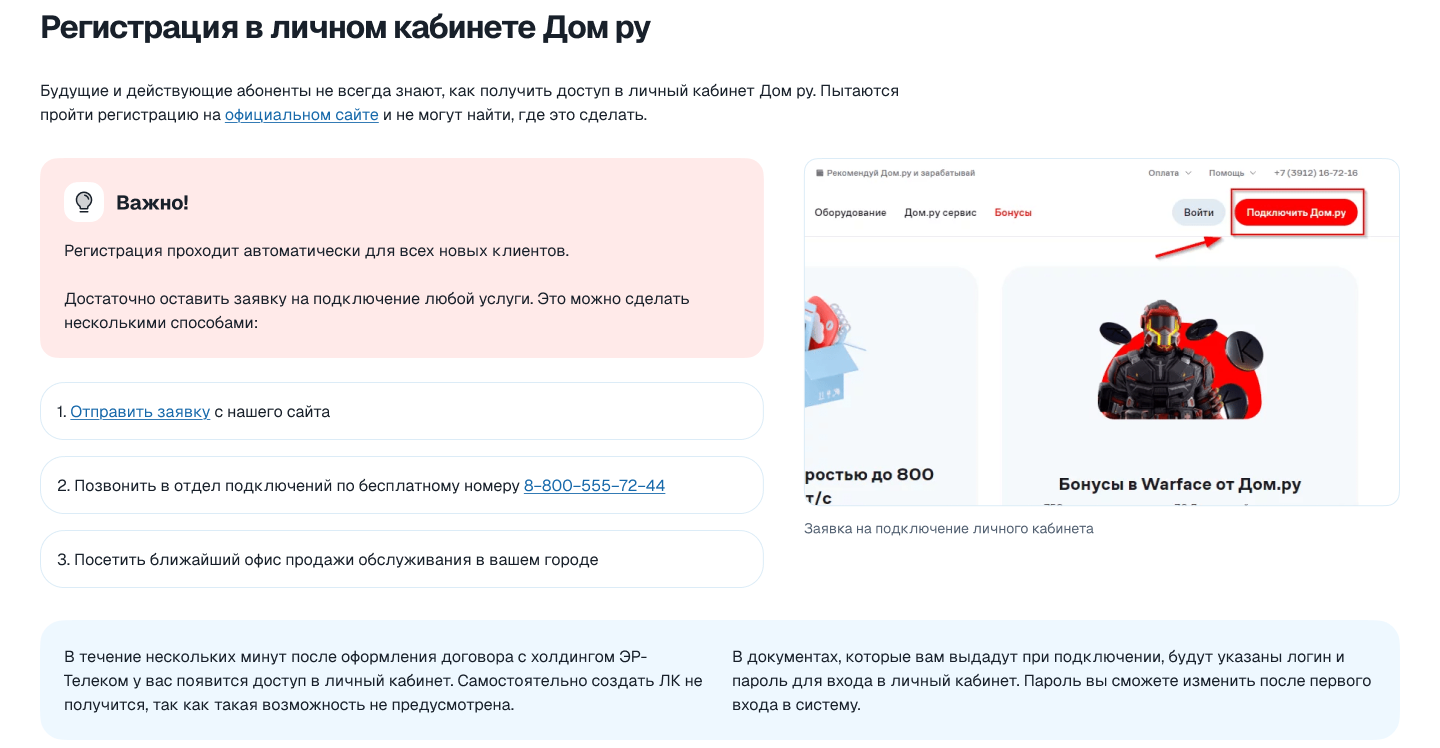 Регистрация в личном кабинете Дом ру
Будущие и действующие абоненты не всегда знают, как получить доступ в личный кабинет Дом ру. Пытаются
пройти регистрацию на официальном сайте и не могут найти, где это сделать.
Важно!
Регистрация проходит автоматически для всех новых клиентов.
Достаточно оставить заявку на подключение любой услуги. Это можно сделать
несколькими способами:
1. Отправить заявку с нашего сайта
2. Позвонить в отдел подключений по бесплатному номеру 8-800-555-72-44
3. Посетить ближайший офис продажи обслуживания в вашем городе
Рекомендуй Дом.ру и зарабатывай
Оплата
Помощь
+7 (3912) 16-72-16
Оборудование
Дом.ру сервис
Бонусы
Войти
Подключить Дом.ру
ростью до 800
т/с
Бонусы в Warface от Дом.ру
Заявка на подключение личного кабинета
В течение нескольких минут после оформления договора с холдингом ЭР-
Телеком у вас появится доступ в личный кабинет. Самостоятельно создать ЛК не
получится, так как такая возможность не предусмотрена.
В документах, которые вам выдадут при подключении, будут указаны логин и
пароль для входа в личный кабинет. Пароль вы сможете изменить после первого
входа в систему.